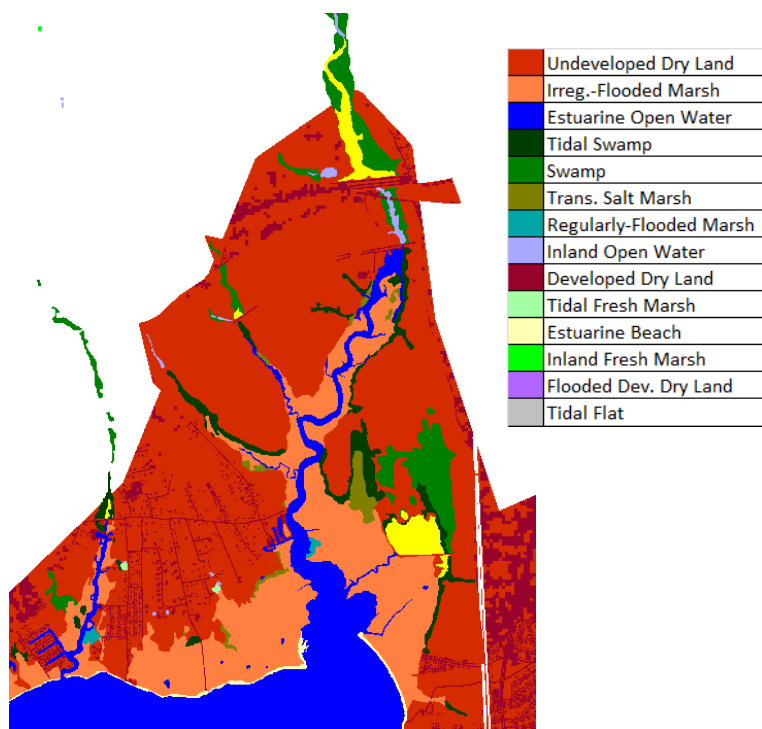 Undeveloped Dry Land
Irreg.-Flooded Marsh
Estuarine Open Water
Tidal Swamp
Swamp
Trans. Salt Marsh
Regularly-Flooded Marsh
Inland Open Water
Developed Dry Land
Tidal Fresh Marsh
Estuarine Beach
Inland Fresh Marsh
Flooded Dev. Dry Land
Tidal Flat